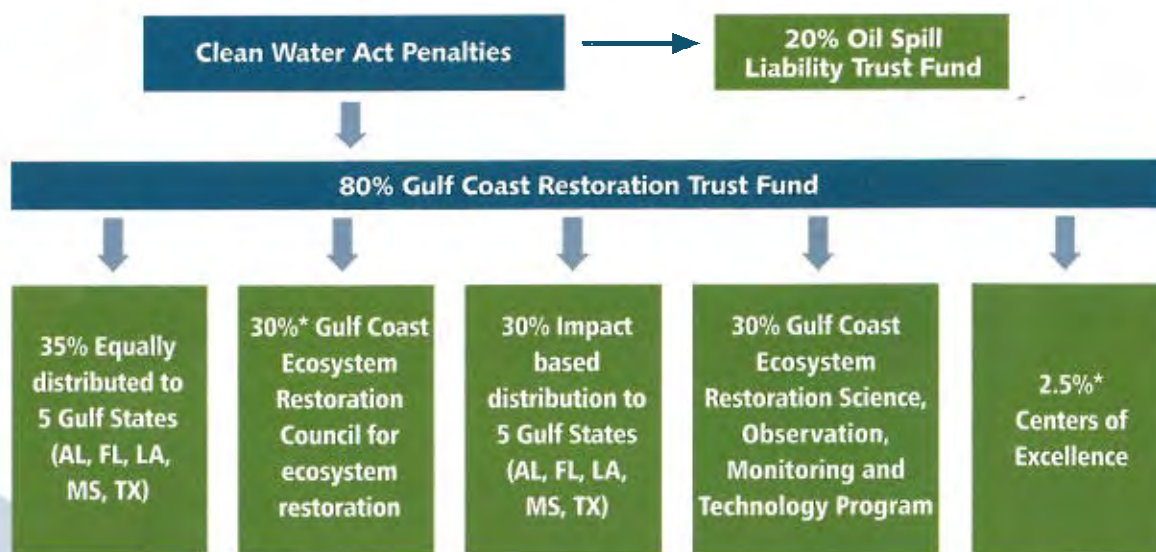 Clean Water Act Penalties
20% Oil Spill
Liability Trust Fund
80% Gulf Coast Restoration Trust Fund
35% Equally
distributed to
5 Gulf States
(AL, FL, LA,
MS, TX)
30%* Gulf Coast
Ecosystem
Restoration
Council for
ecosystem
restoration
30% Impact
based
distribution to
5 Gulf States
(AL, FL, LA,
MS, TX)
30% Gulf Coast
Ecosystem
Restoration Science,
Observation,
Monitoring and
Technology Program
2.5%*
Centers of
Excellence